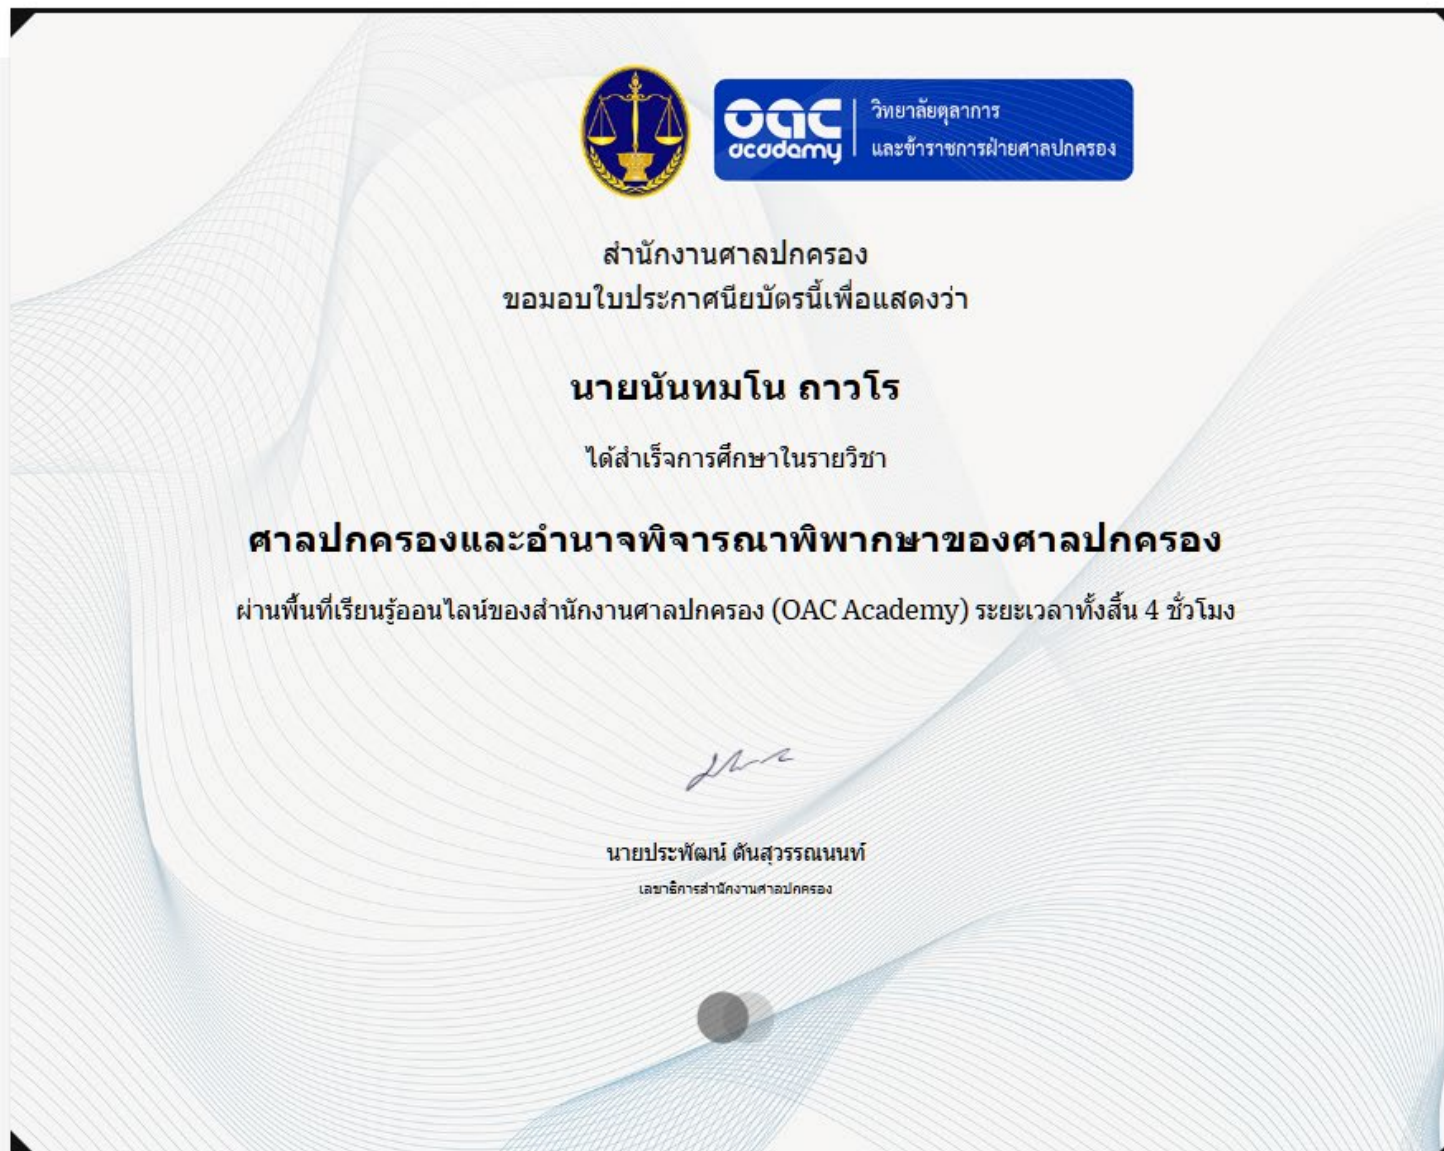 oac acadamy
วิทยาลัยตุลาการ
และข้าราชการฝ่ายศาลปกครอง
สำนักงานศาลปกครอง
ขอมอบใบประกาศนียบัตรนี้เพื่อแสดงว่า
นายนันทมโน ถาวโร
ได้สำเร็จการศึกษาในรายวิชา
ศาลปกครองและอำนาจพิจารณาพิพากษาของศาลปกครอง
ผ่านพื้นที่เรียนรู้ออนไลน์ของสำนักงานศาลปกครอง (OAC Academy) ระยะเวลาทั้งสิ้น 4 ชั่วโมง
นายประพัฒน์ ตันสุวรรณนนท์
เลขาธิการสำนักงานศาลปกครอง